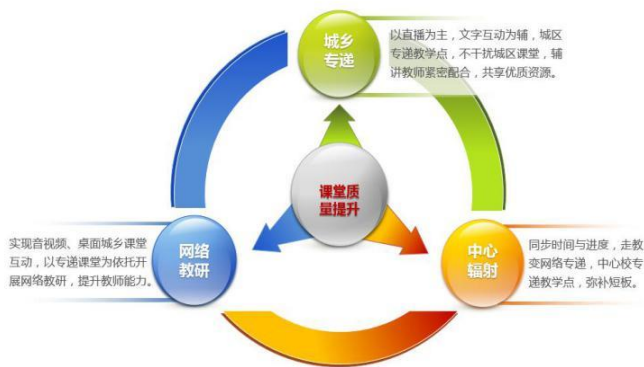 城乡
专递
以直播为主，文字互动为辅，城区
专递教学点，不干扰城区课堂，辅
讲教师紧密配合，共享优质资源。
课堂质
量提升
实现音视频、桌面城乡课堂
互动，以专递课堂为依托开
展网络教研，提升教师能力。
网络
教研
中心
辐射
同步时间与进度，走教
变网络专递，中心校专
递教学点，弥补短板。